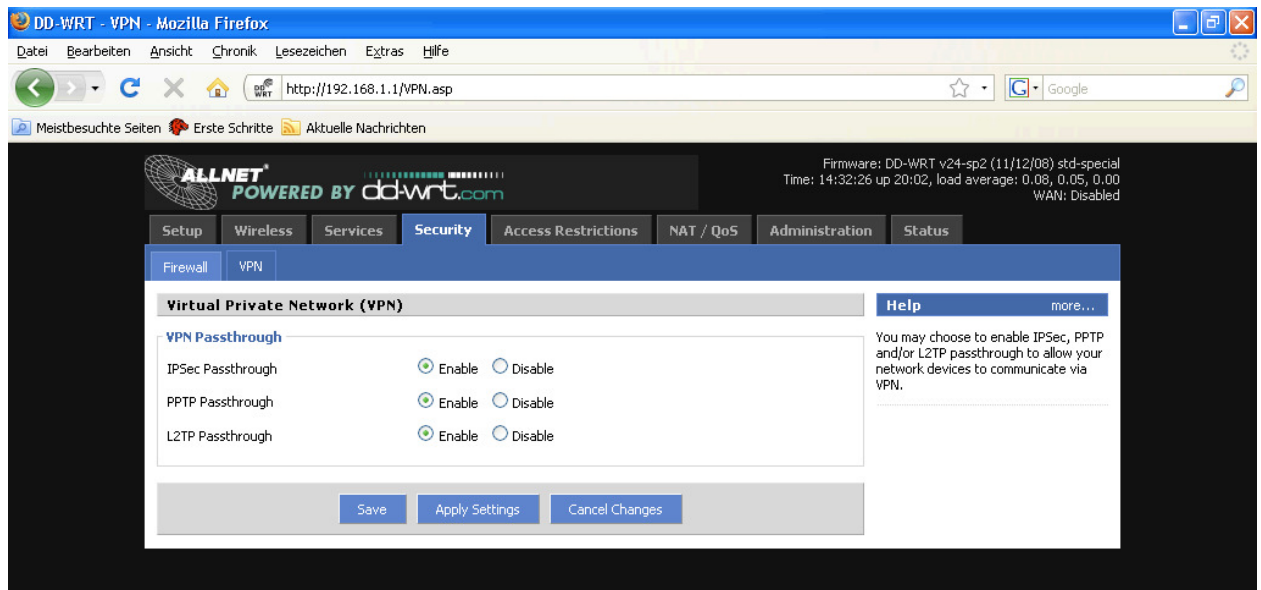 DD-WRT - VPN - Mozilla Firefox
Datei Bearbeiten Ansicht Chronik Lesezeichen Extras Hilfe
DD WRT http://192.168.1.1/VPN.asp G Google
Meistbesuchte Seiten Erste Schritte Aktuelle Nachrichten
ALLNET
POWERED BY dd-wrt.com
Firmware: DD-WRT v24-sp2 (11/12/08) std-special
Time: 14:32:26 up 20:02, load average: 0.08, 0.05, 0.00
WAN: Disabled
Setup Wireless Services Security Access Restrictions NAT / QoS Administration Status
Firewall VPN
Virtual Private Network (VPN)
VPN Passthrough
IPSec Passthrough Enable Disable
PPTP Passthrough Enable Disable
L2TP Passthrough Enable Disable
Save Apply Settings Cancel Changes
Help more...
You may choose to enable IPSec, PPTP
and/or L2TP passthrough to allow your
network devices to communicate via
VPN.